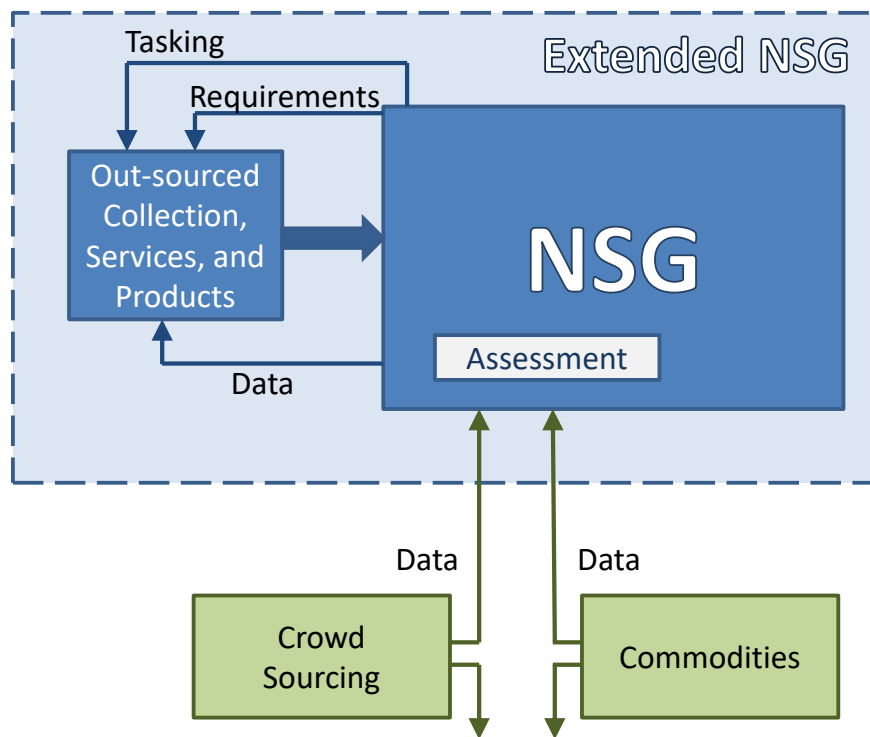 Tasking
Extended NSG
Requirements
Out-sourced
Collection,
Services, and
Products
NSG
Assessment
Data
Data
Data
Crowd
Sourcing
Commodities